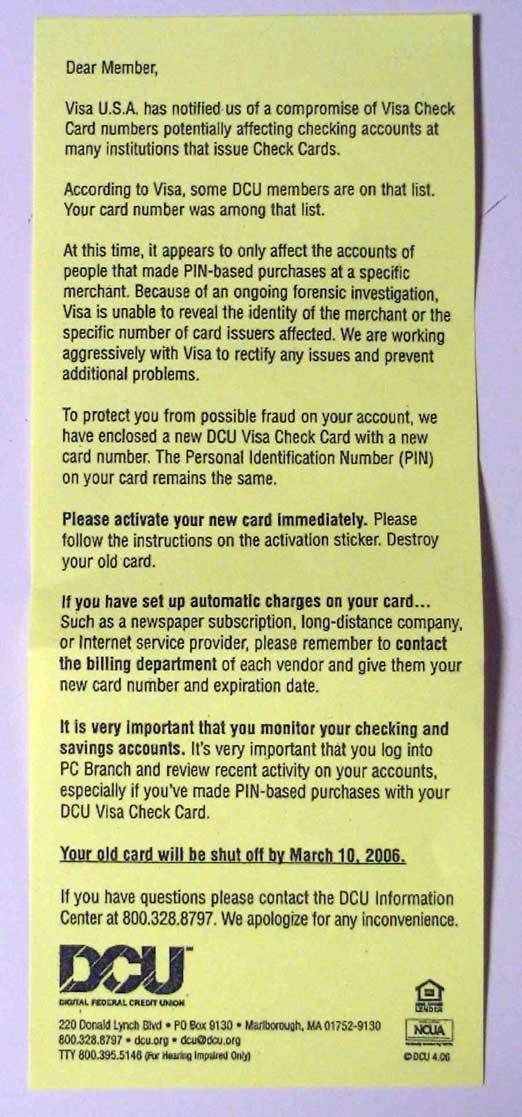 Dear Member,
Visa U.S.A. has notified us of a compromise of Visa Check
Card numbers potentially affecting checking accounts at
many institutions that issue Check Cards.
According to Visa, some DCU members are on that list.
Your card number was among that list.
At this time, it appears to only affect the accounts of
people that made PIN-based purchases at a specific
merchant. Because of an ongoing forensic investigation,
Visa is unable to reveal the identity of the merchant or the
specific number of card issuers affected. We are working
aggressively with Visa to rectify any issues and prevent
additional problems.
To protect you from possible fraud on your account, we
have enclosed a new DCU Visa Check Card with a new
card number. The Personal Identification Number (PIN)
on your card remains the same.
Please activate your new card immediately. Please
follow the instructions on the activation sticker. Destroy
your old card.
If you have set up automatic charges on your card...
Such as a newspaper subscription, long-distance company,
or Internet service provider, please remember to contact
the billing department of each vendor and give them your
new card number and expiration date.
It is very important that you monitor your checking and
savings accounts. It's very important that you log into
PC Branch and review recent activity on your accounts,
especially if you've made PIN-based purchases with your
DCU Visa Check Card.
Your old card will be shut off by March 10, 2006.
If you have questions please contact the DCU Information
Center at 800.328.8797. We apologize for any inconvenience.
DCU
DIGITAL FEDERAL CREDIT UNION
220 Donald Lynch Blvd • PO Box 9130 • Marlborough, MA 01752-9130
800.328.8797 • dcu.org • dcu@dcu.org
TTY 800.395.5146 (For Hearing Impaired Only)
LENDER
NCUA
©DCU 4.06